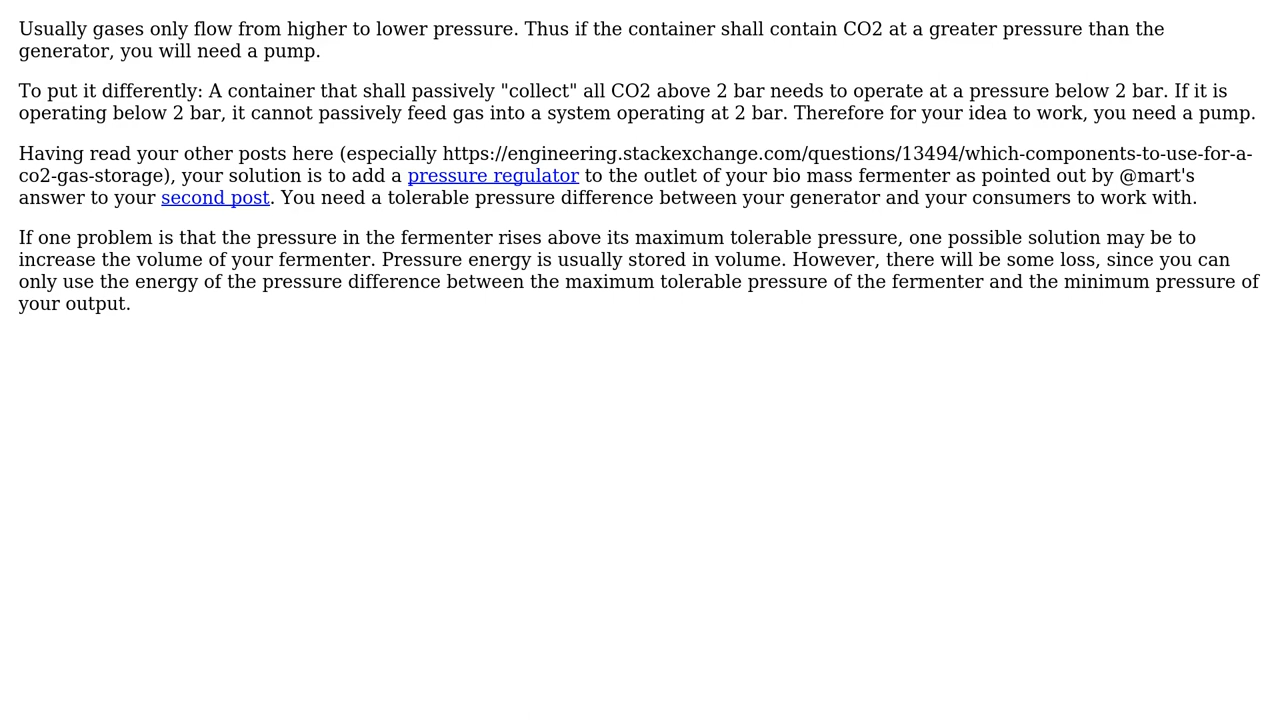 Usually gases only flow from higher to lower pressure. Thus if the container shall contain CO2 at a greater pressure than the
generator, you will need a pump.
To put it differently: A container that shall passively "collect" all CO2 above 2 bar needs to operate at a pressure below 2 bar. If it is
operating below 2 bar, it cannot passively feed gas into a system operating at 2 bar. Therefore for your idea to work, you need a pump.
Having read your other posts here (especially https://engineering.stackexchange.com/questions/13494/which-components-to-use-for-a-
co2-gas-storage), your solution is to add a pressure regulator to the outlet of your bio mass fermenter as pointed out by @mart's
answer to your second post. You need a tolerable pressure difference between your generator and your consumers to work with.
If one problem is that the pressure in the fermenter rises above its maximum tolerable pressure, one possible solution may be to
increase the volume of your fermenter. Pressure energy is usually stored in volume. However, there will be some loss, since you can
only use the energy of the pressure difference between the maximum tolerable pressure of the fermenter and the minimum pressure of
your output.